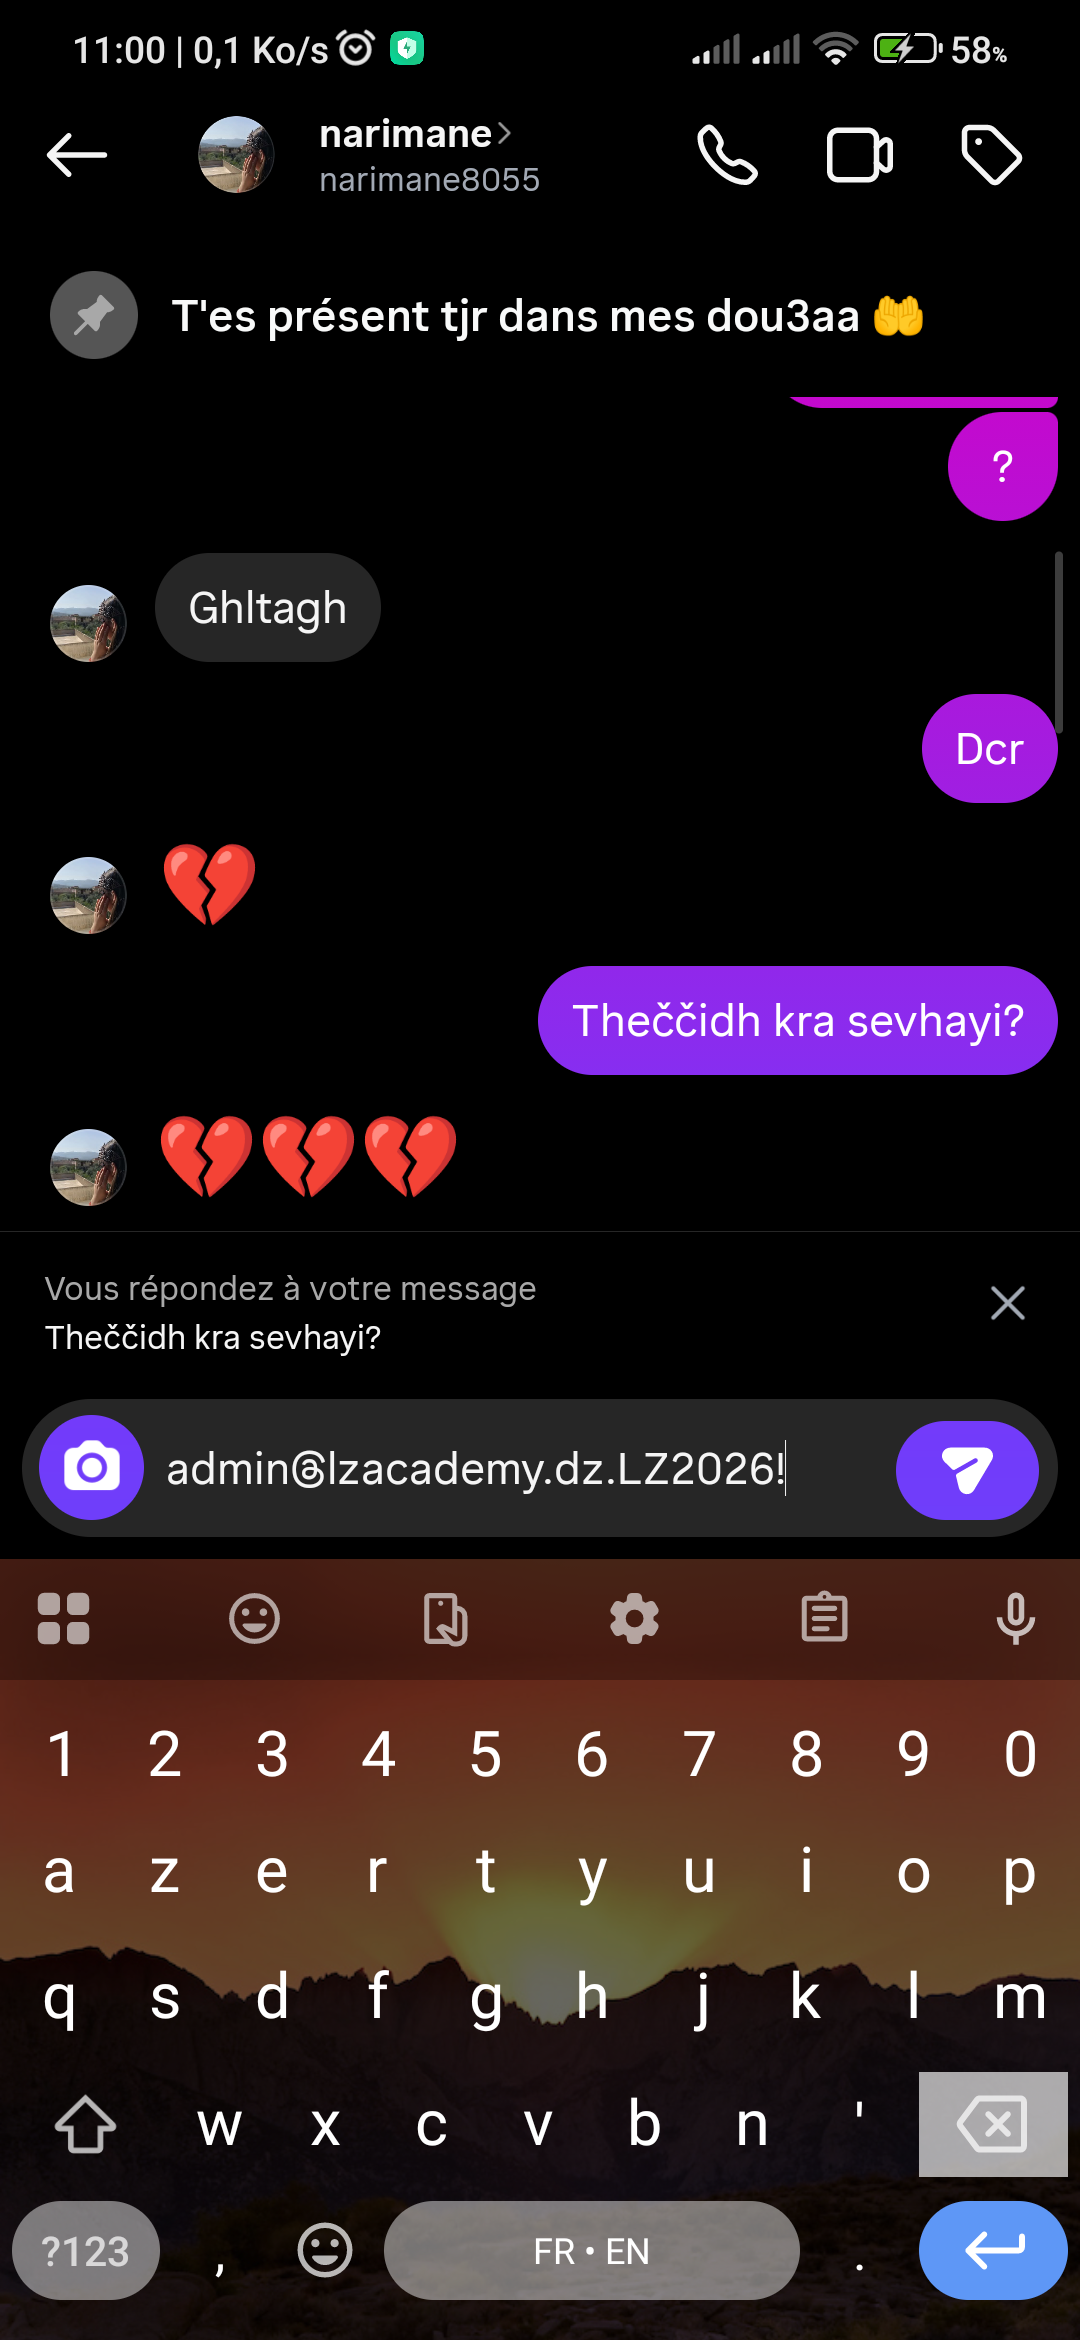 11:00 | 0,1 Ko/s
58%
narimane
narimane8055
T'es présent tjr dans mes dou3aa 🤲
?
Ghltagh
Dcr
💔
Theččidh kra sevhayi?
💔💔💔
Vous répondez à votre message
Theččidh kra sevhayi?
admin@lzacademy.dz.LZ2026!
1 2 3 4 5 6 7 8 9 0
a z e r t y u i o p
q s d f g h j k l m
w x c v b n '
?123 , FR • EN .